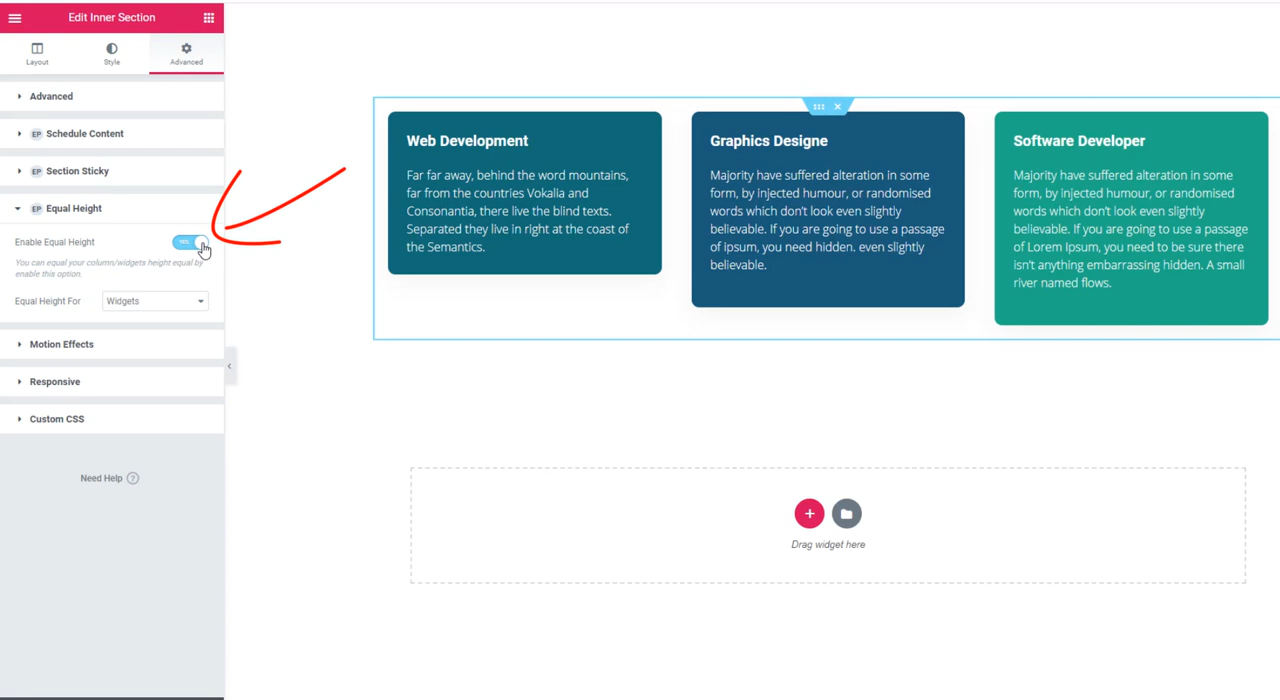 Edit Inner Section
Layout
Style
Advanced
Advanced
EP Schedule Content
EP Section Sticky
EP Equal Height
Enable Equal Height
YES
You can equal your column/widgets height equal by
enable this option.
Equal Height For
Widgets
Motion Effects
Responsive
Custom CSS
Need Help ?
Web Development
Far far away, behind the word mountains,
far from the countries Vokalia and
Consonantia, there live the blind texts.
Separated they live in right at the coast of
the Semantics.
Graphics Designe
Majority have suffered alteration in some
form, by injected humour, or randomised
words which don't look even slightly
believable. If you are going to use a passage
of Ipsum, you need hidden. even slightly
believable.
Software Developer
Majority have suffered alteration in some
form, by injected humour, or randomised
words which don't look even slightly
believable. If you are going to use a passage
of Lorem Ipsum, you need to be sure there
isn't anything embarrassing hidden. A small
river named flows.
Drag widget here